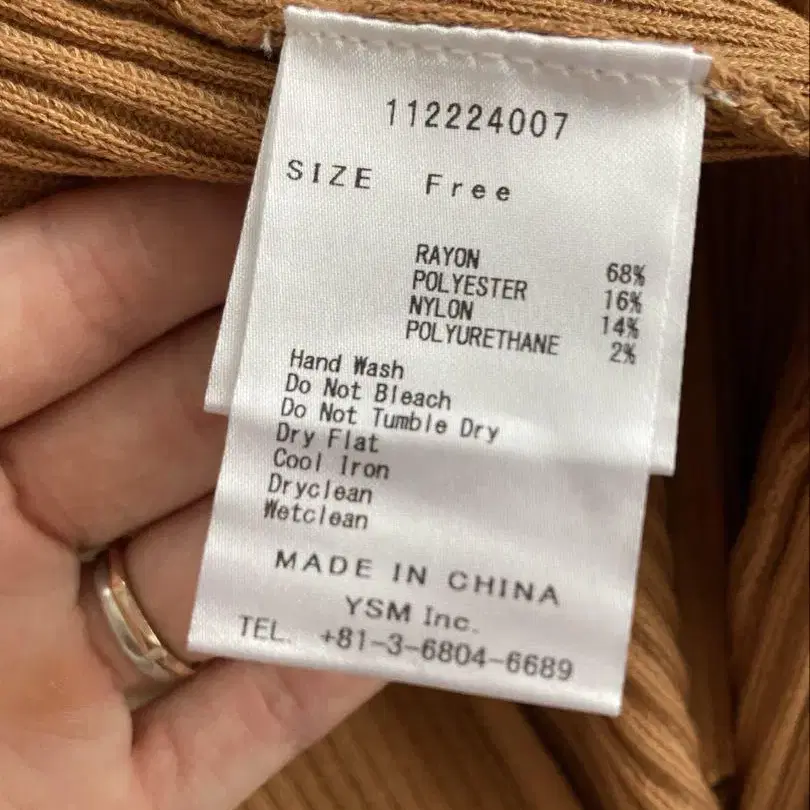 112224007
SIZE Free
RAYON 68%
POLYESTER 16%
NYLON 14%
POLYURETHANE 2%
Hand Wash
Do Not Bleach
Do Not Tumble Dry
Dry Flat
Cool Iron
Dryclean
Wetclean
MADE IN CHINA
YSM Inc.
TEL. +81-3-6804-6689